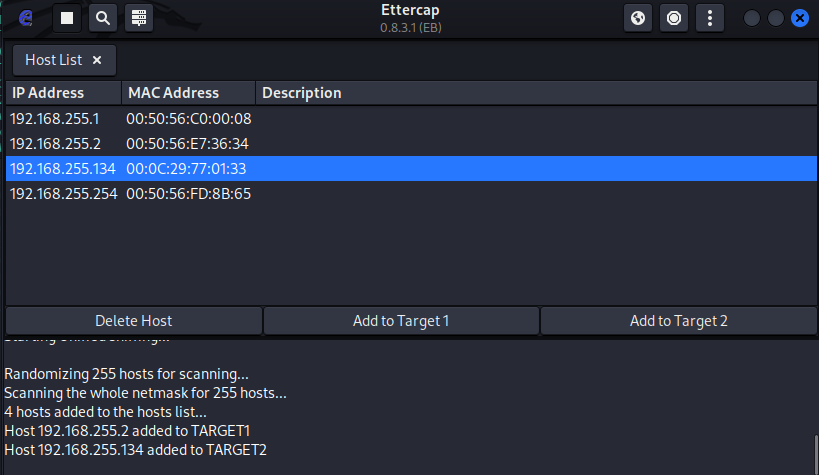 Ettercap
0.8.3.1 (EB)
Host List ×
IP Address MAC Address Description
192.168.255.1 00:50:56:C0:00:08
192.168.255.2 00:50:56:E7:36:34
192.168.255.134 00:0C:29:77:01:33
192.168.255.254 00:50:56:FD:8B:65
Delete Host Add to Target 1 Add to Target 2
Starting Unified sniffing...
Randomizing 255 hosts for scanning...
Scanning the whole netmask for 255 hosts...
4 hosts added to the hosts list...
Host 192.168.255.2 added to TARGET1
Host 192.168.255.134 added to TARGET2